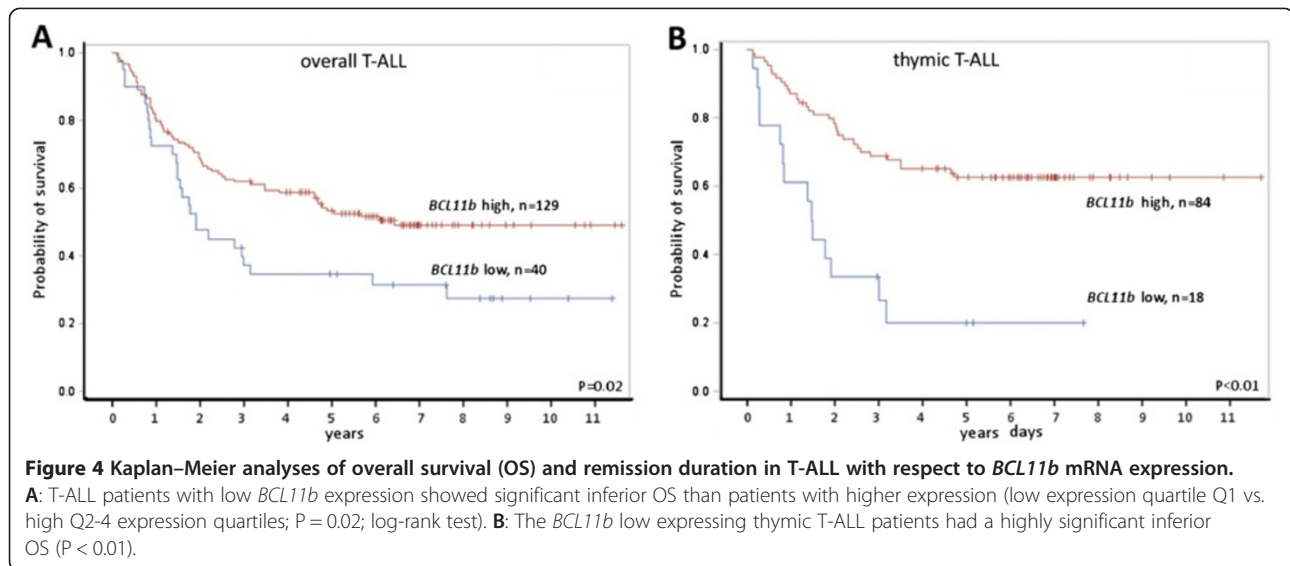 A
overall T-ALL
1.0
0.8
0.6
0.4
0.2
0.0
Probability of survival
BCL11b high, n=129
BCL11b low, n=40
P=0.02
0 1 2 3 4 5 6 7 8 9 10 11
years
B
thymic T-ALL
1.0
0.8
0.6
0.4
0.2
0.0
Probability of survival
BCL11b high, n=84
BCL11b low, n=18
P<0.01
0 1 2 3 4 5 6 7 8 9 10 11
years days
Figure 4 Kaplan–Meier analyses of overall survival (OS) and remission duration in T-ALL with respect to BCL11b mRNA expression.
A: T-ALL patients with low BCL11b expression showed significant inferior OS than patients with higher expression (low expression quartile Q1 vs.
high Q2-4 expression quartiles; P = 0.02; log-rank test). B: The BCL11b low expressing thymic T-ALL patients had a highly significant inferior
OS (P < 0.01).